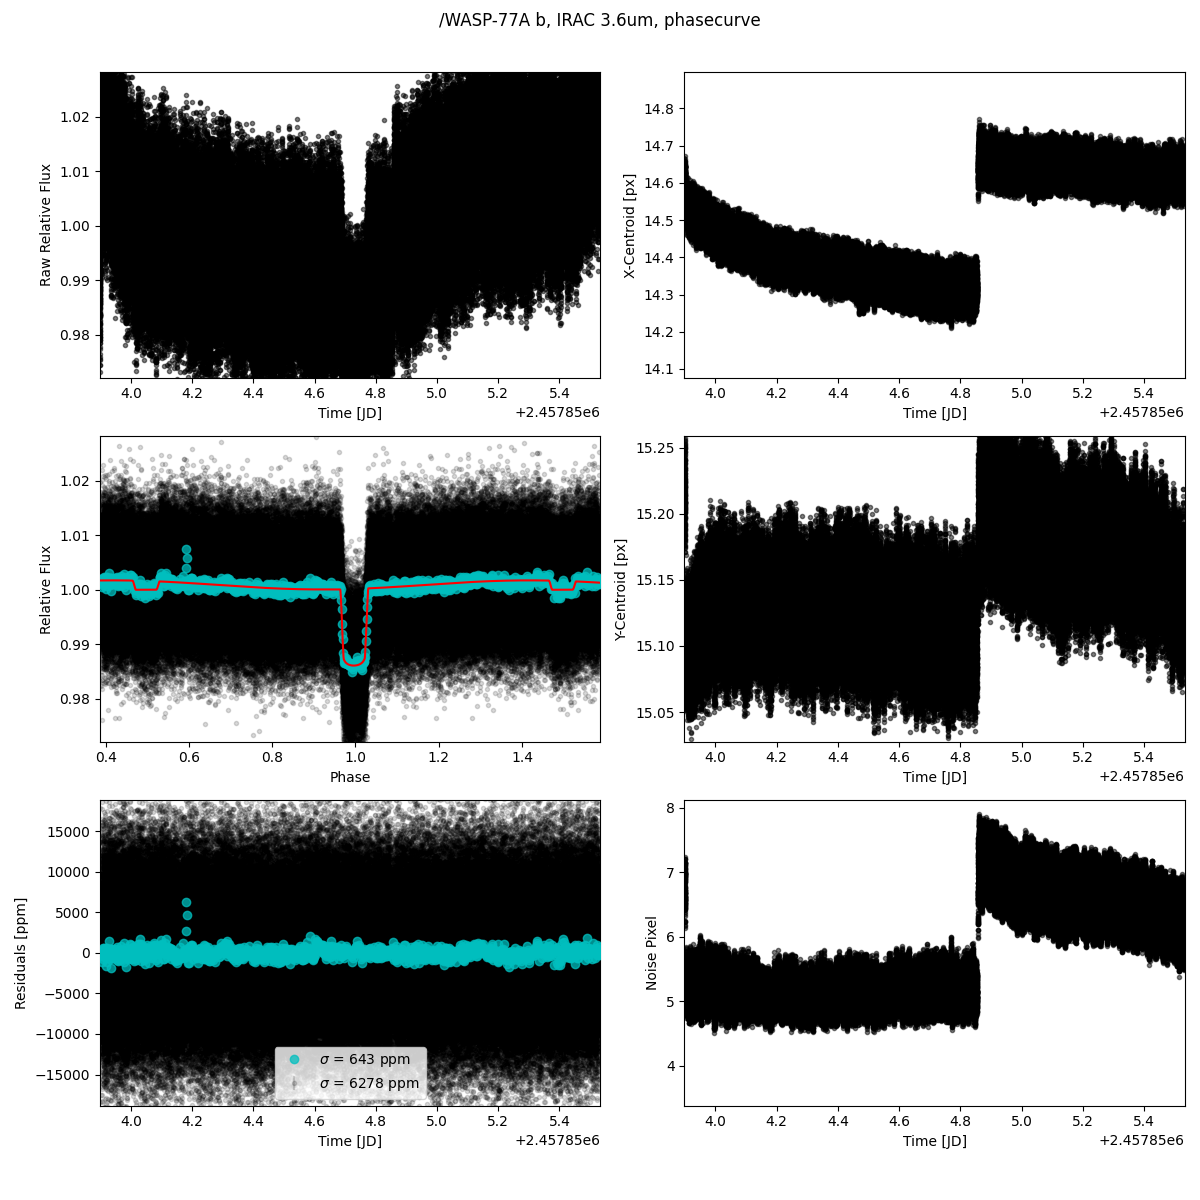 /WASP-77A b, IRAC 3.6um, phasecurve
Raw Relative Flux
1.02
1.01
1.00
0.99
0.98
4.0 4.2 4.4 4.6 4.8 5.0 5.2 5.4
Time [JD]
+2.45785e6
X-Centroid [px]
14.8
14.7
14.6
14.5
14.4
14.3
14.2
14.1
4.0 4.2 4.4 4.6 4.8 5.0 5.2 5.4
Time [JD]
+2.45785e6
Relative Flux
1.02
1.01
1.00
0.99
0.98
0.4 0.6 0.8 1.0 1.2 1.4
Phase
Y-Centroid [px]
15.25
15.20
15.15
15.10
15.05
4.0 4.2 4.4 4.6 4.8 5.0 5.2 5.4
Time [JD]
+2.45785e6
Residuals [ppm]
15000
10000
5000
0
−5000
−10000
−15000
σ = 643 ppm
σ = 6278 ppm
4.0 4.2 4.4 4.6 4.8 5.0 5.2 5.4
Time [JD]
+2.45785e6
Noise Pixel
8
7
6
5
4
4.0 4.2 4.4 4.6 4.8 5.0 5.2 5.4
Time [JD]
+2.45785e6